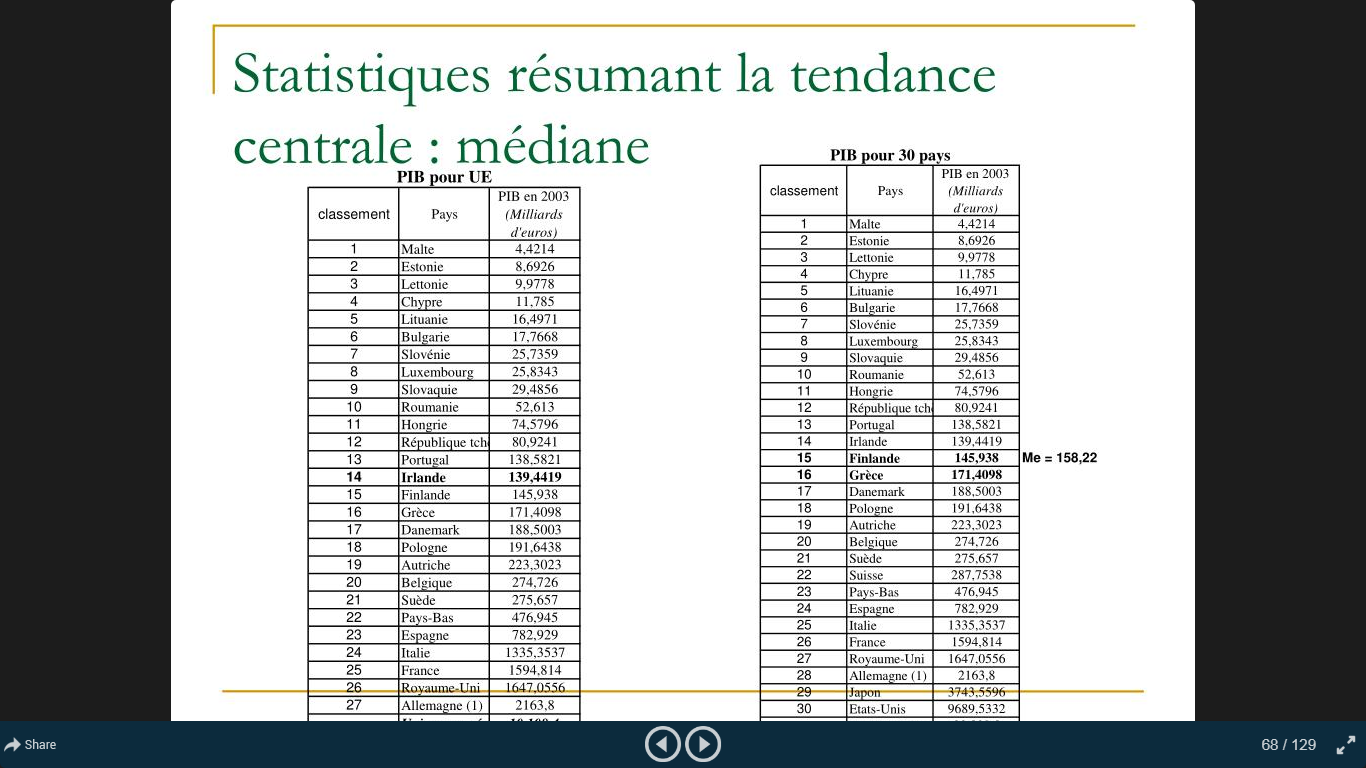 Statistiques résumant la tendance
centrale : médiane
PIB pour UE
classement Pays PIB en 2003
(Milliards
d'euros)
1 Malte 4,4214
2 Estonie 8,6926
3 Lettonie 9,9778
4 Chypre 11,785
5 Lituanie 16,4971
6 Bulgarie 17,7668
7 Slovénie 25,7359
8 Luxembourg 25,8343
9 Slovaquie 29,4856
10 Roumanie 52,613
11 Hongrie 74,5796
12 République tch 80,9241
13 Portugal 138,5821
14 Irlande 139,4419
15 Finlande 145,938
16 Grèce 171,4098
17 Danemark 188,5003
18 Pologne 191,6438
19 Autriche 223,3023
20 Belgique 274,726
21 Suède 275,657
22 Pays-Bas 476,945
23 Espagne 782,929
24 Italie 1335,3537
25 France 1594,814
26 Royaume-Uni 1647,0556
27 Allemagne (1) 2163,8
PIB pour 30 pays
classement Pays PIB en 2003
(Milliards
d'euros)
1 Malte 4,4214
2 Estonie 8,6926
3 Lettonie 9,9778
4 Chypre 11,785
5 Lituanie 16,4971
6 Bulgarie 17,7668
7 Slovénie 25,7359
8 Luxembourg 25,8343
9 Slovaquie 29,4856
10 Roumanie 52,613
11 Hongrie 74,5796
12 République tch 80,9241
13 Portugal 138,5821
14 Irlande 139,4419
15 Finlande 145,938 Me = 158,22
16 Grèce 171,4098
17 Danemark 188,5003
18 Pologne 191,6438
19 Autriche 223,3023
20 Belgique 274,726
21 Suède 275,657
22 Suisse 287,7538
23 Pays-Bas 476,945
24 Espagne 782,929
25 Italie 1335,3537
26 France 1594,814
27 Royaume-Uni 1647,0556
28 Allemagne (1) 2163,8
29 Japon 3743,5596
30 Etats-Unis 9689,5332
Share
68 / 129